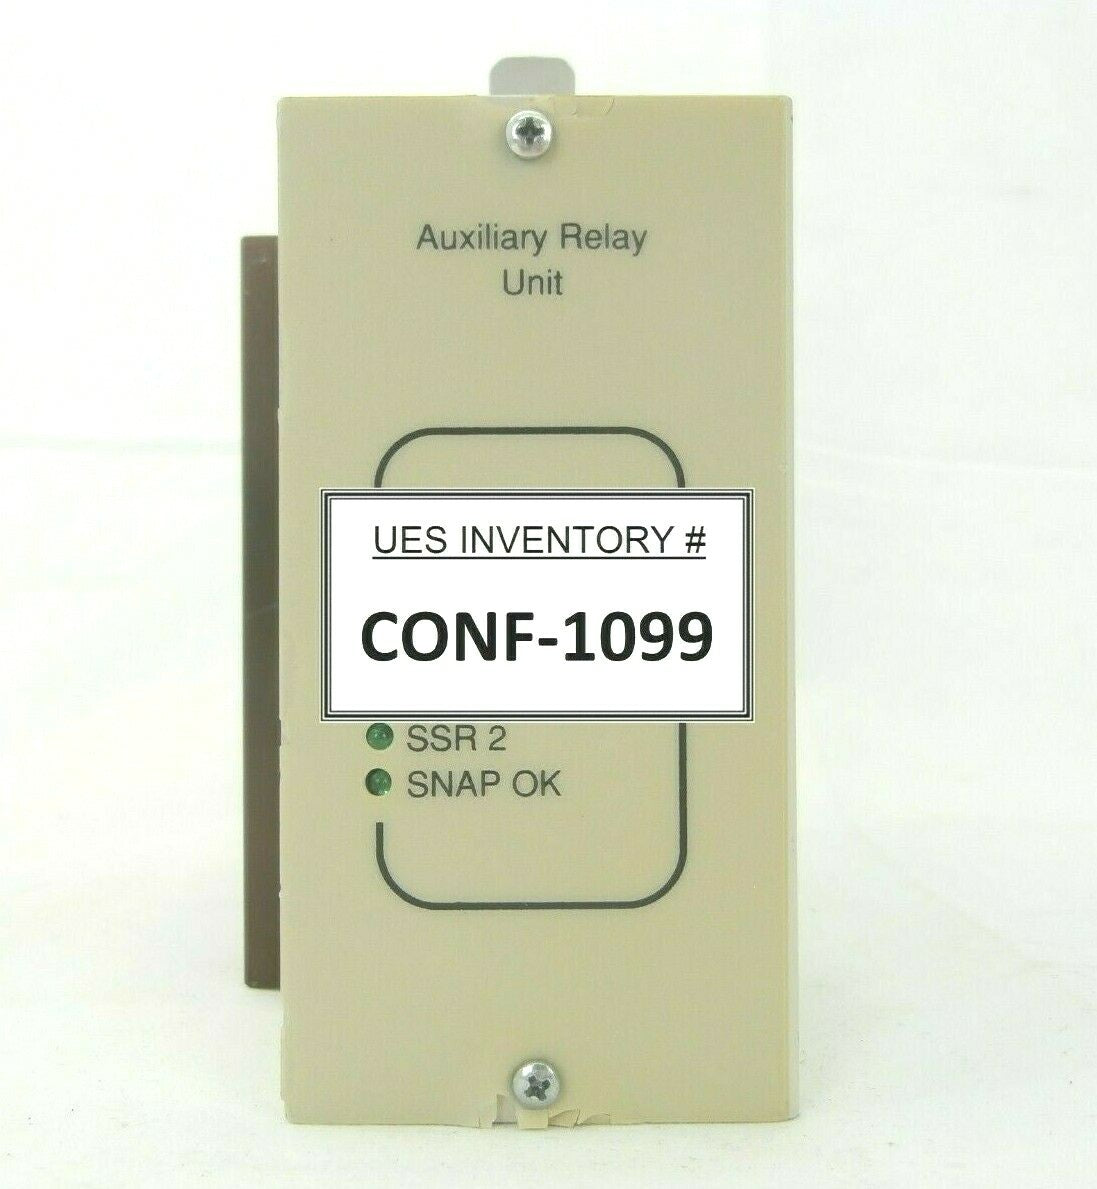 Auxiliary Relay
Unit
UES INVENTORY #
CONF-1099
SSR 2
SNAP OK